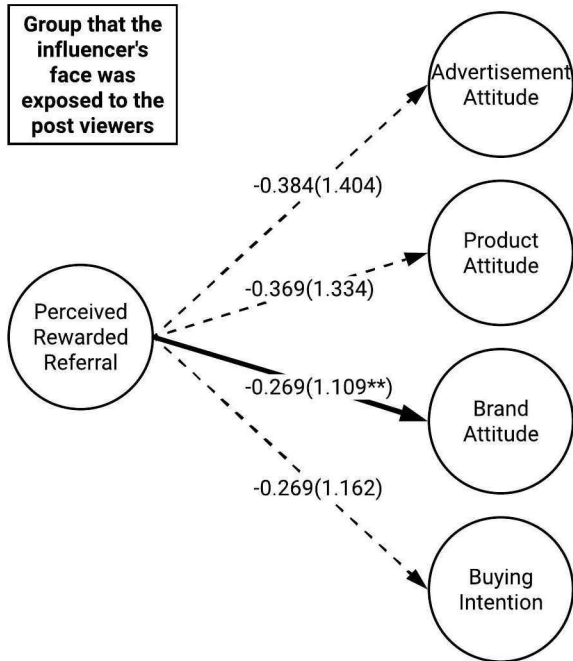 Group that the
influencer's
face was
exposed to the
post viewers
Advertisement
Attitude
-0.384(1.404)
Product
Attitude
-0.369(1.334)
Perceived
Rewarded
Referral
-0.269(1.109**)
Brand
Attitude
-0.269(1.162)
Buying
Intention